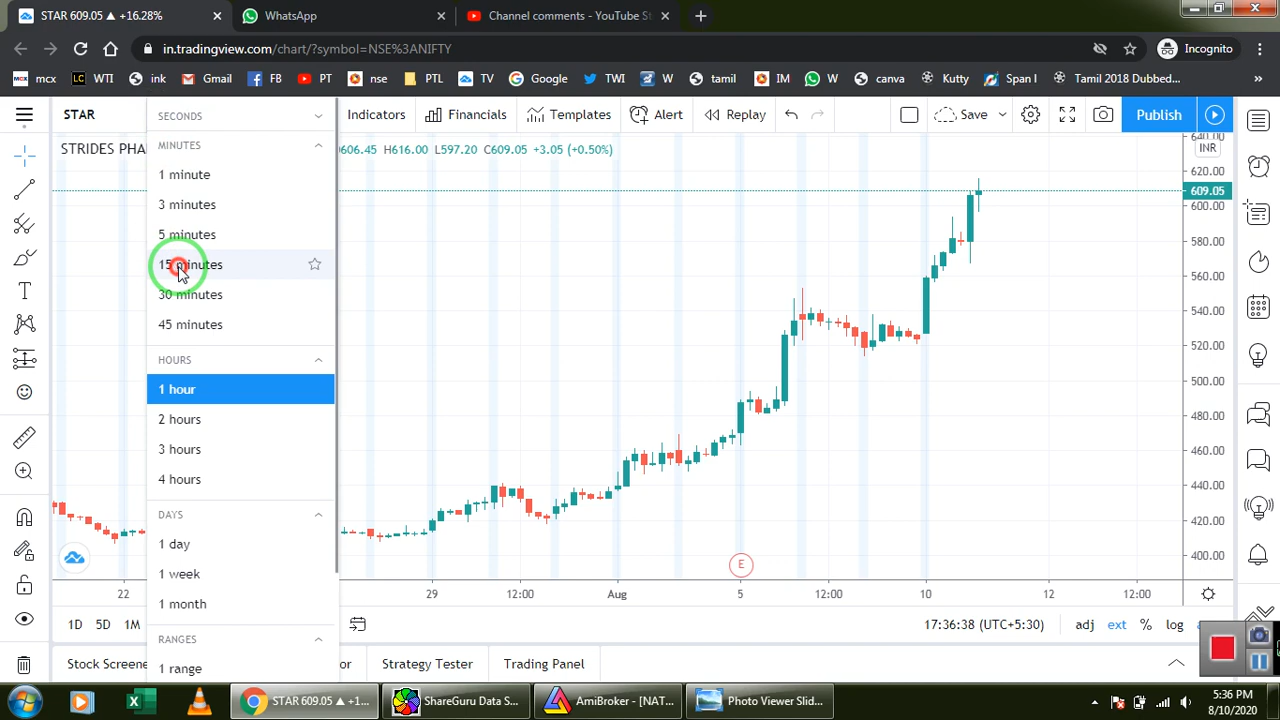 STAR 609.05 ▲ +16.28%
WhatsApp
Channel comments - YouTube St
in.tradingview.com/chart/?symbol=NSE%3ANIFTY
Incognito
mcx
WTI
ink
Gmail
FB
PT
nse
PTL
TV
Google
TWI
W
tamil
IM
W
canva
Kutty
Span I
Tamil 2018 Dubbed...
»
STAR
Indicators
Financials
Templates
Alert
Replay
Save
Publish
STRIDES PHA
606.45 H616.00 L597.20 C609.05 +3.05 (+0.50%)
SECONDS
MINUTES
1 minute
3 minutes
5 minutes
15 minutes
30 minutes
45 minutes
HOURS
1 hour
2 hours
3 hours
4 hours
DAYS
1 day
1 week
1 month
RANGES
1 range
640.00
INR
620.00
609.05
600.00
580.00
560.00
540.00
520.00
500.00
480.00
460.00
440.00
420.00
400.00
E
22
29
12:00
Aug
5
12:00
10
12
12:00
1D
5D
1M
17:36:38 (UTC+5:30)
adj
ext
%
log
Stock Screene
or
Strategy Tester
Trading Panel
STAR 609.05 ▲ +1...
ShareGuru Data S...
AmiBroker - [NAT...
Photo Viewer Slid...
5:36 PM
8/10/2020